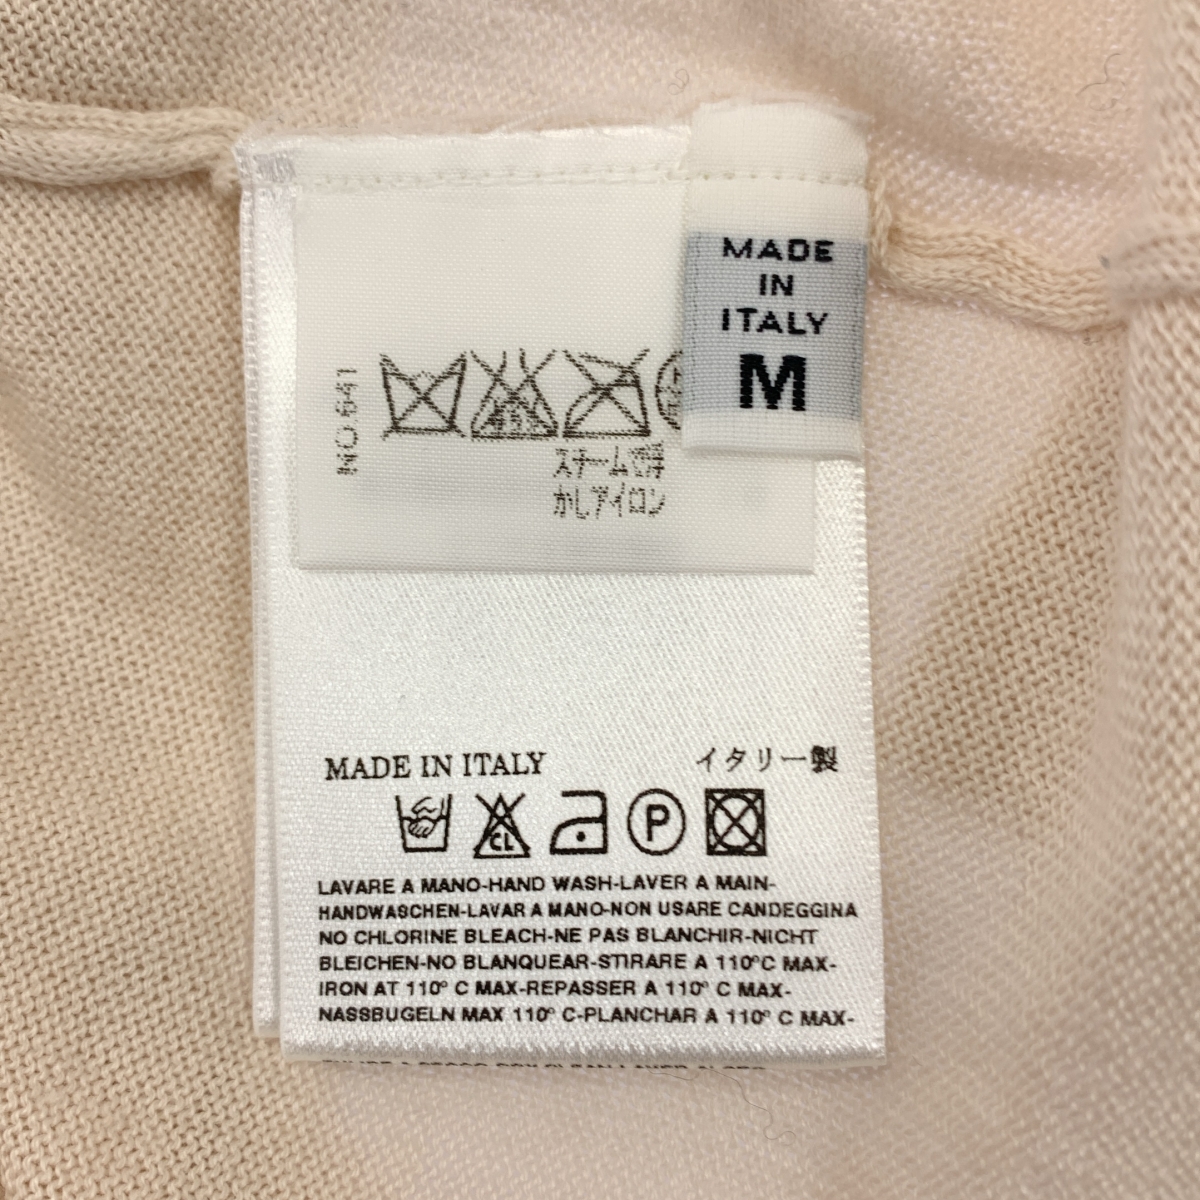 MADE
IN
ITALY
M
NO.641
スチームで浮
かしアイロン
MADE IN ITALY イタリー製
CL P
LAVARE A MANO-HAND WASH-LAVER A MAIN-
HANDWASCHEN-LAVAR A MANO-NON USARE CANDEGGINA
NO CHLORINE BLEACH-NE PAS BLANCHIR-NICHT
BLEICHEN-NO BLANQUEAR-STIRARE A 110°C MAX-
IRON AT 110° C MAX-REPASSER A 110° C MAX-
NASSBUGELN MAX 110° C-PLANCHAR A 110° C MAX-